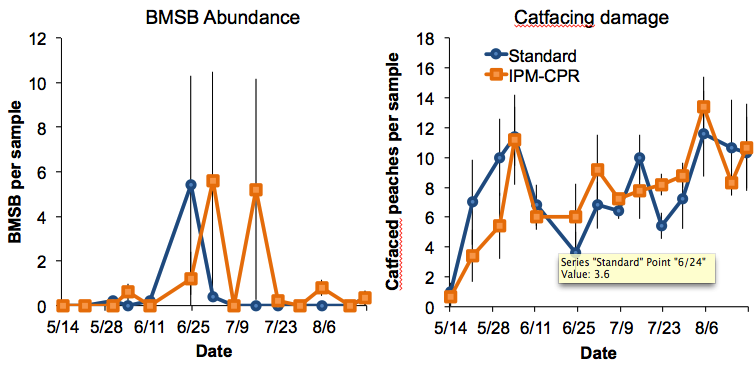 BMSB Abundance
12
10
8
6
4
2
0
BMSB per sample
5/14 5/28 6/11 6/25 7/9 7/23 8/6
Date
Catfacing damage
18
16
14
12
10
8
6
4
2
0
Catfaced peaches per sample
Standard
IPM-CPR
Series "Standard" Point "6/24"
Value: 3.6
5/14 5/28 6/11 6/25 7/9 7/23 8/6
Date